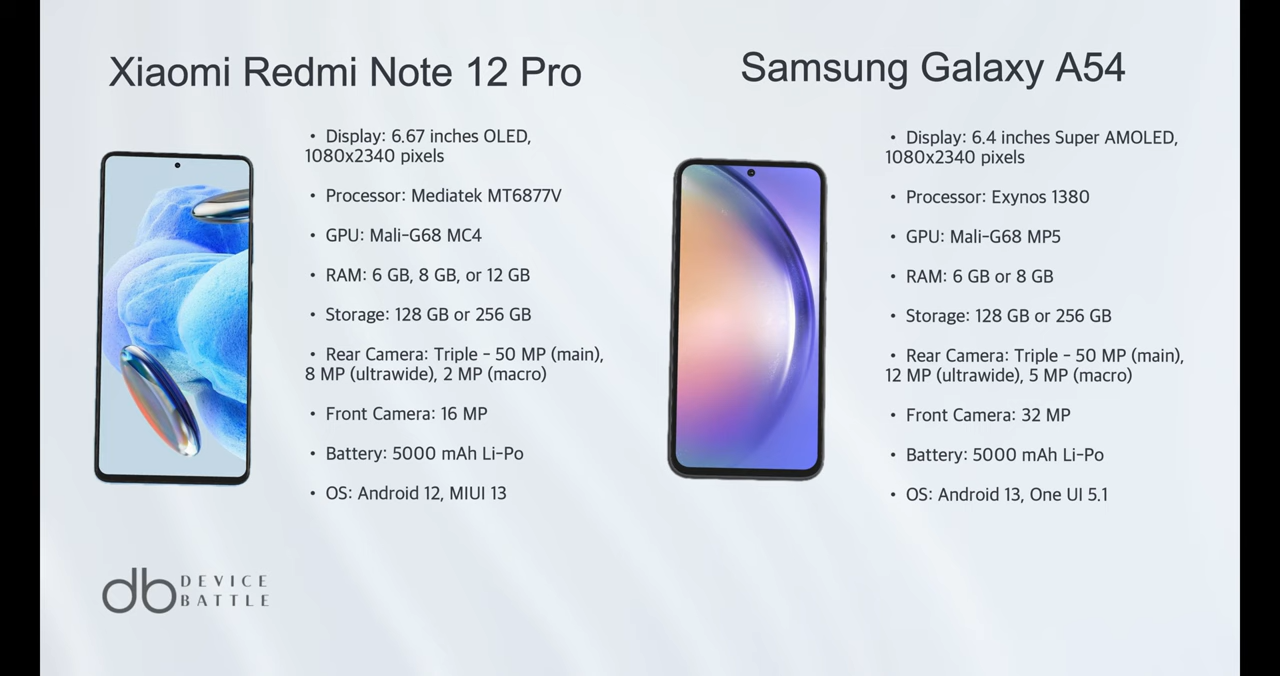 Xiaomi Redmi Note 12 Pro
• Display: 6.67 inches OLED,
1080x2340 pixels
• Processor: Mediatek MT6877V
• GPU: Mali-G68 MC4
• RAM: 6 GB, 8 GB, or 12 GB
• Storage: 128 GB or 256 GB
• Rear Camera: Triple - 50 MP (main),
8 MP (ultrawide), 2 MP (macro)
• Front Camera: 16 MP
• Battery: 5000 mAh Li-Po
• OS: Android 12, MIUI 13
Samsung Galaxy A54
• Display: 6.4 inches Super AMOLED,
1080x2340 pixels
• Processor: Exynos 1380
• GPU: Mali-G68 MP5
• RAM: 6 GB or 8 GB
• Storage: 128 GB or 256 GB
• Rear Camera: Triple - 50 MP (main),
12 MP (ultrawide), 5 MP (macro)
• Front Camera: 32 MP
• Battery: 5000 mAh Li-Po
• OS: Android 13, One UI 5.1
db DEVICE
BATTLE